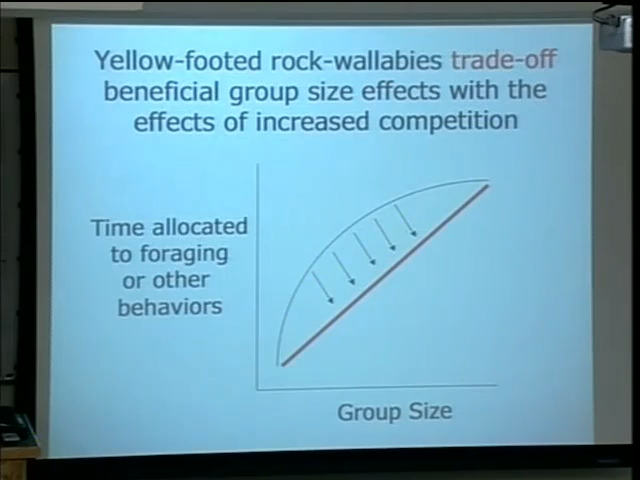 Yellow-footed rock-wallabies trade-off
beneficial group size effects with the
effects of increased competition
Time allocated
to foraging
or other
behaviors
Group Size